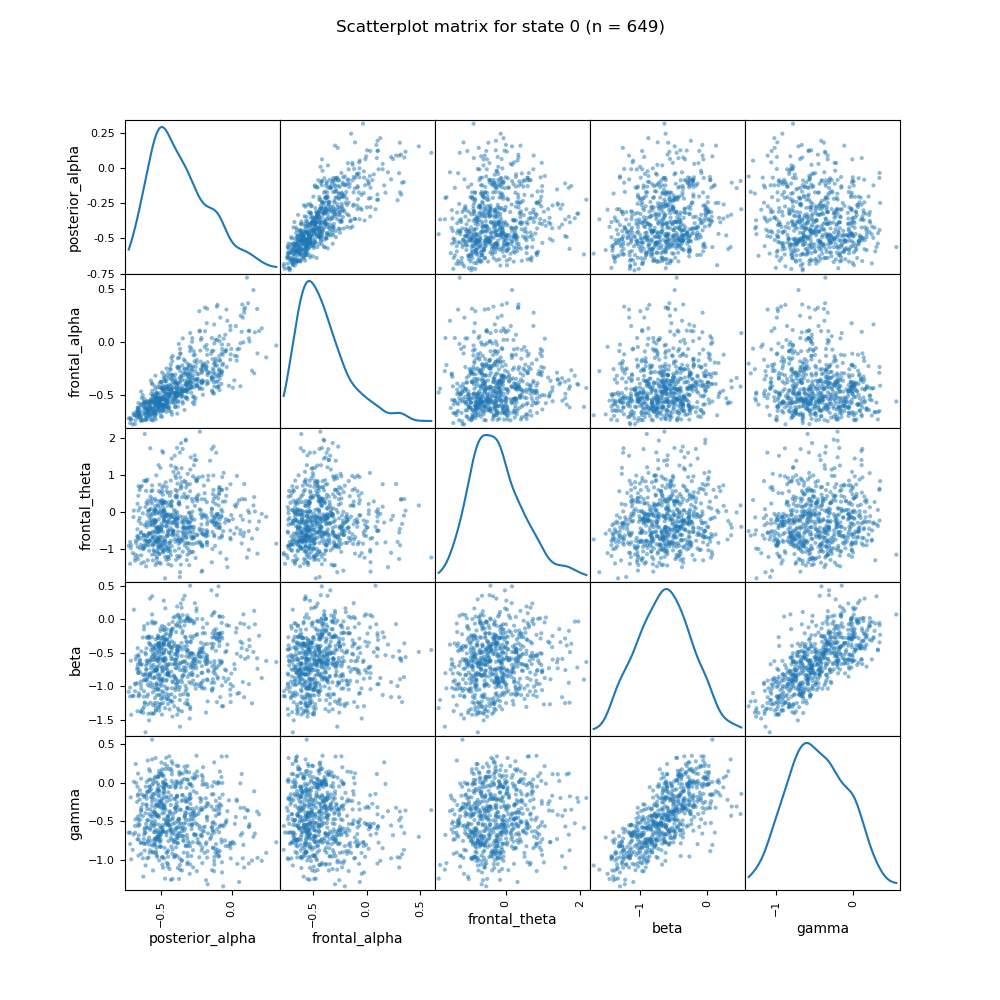 Scatterplot matrix for state 0 (n = 649)
posterior_alpha
0.25
0.0
−0.25
−0.5
−0.75
frontal_alpha
0.5
0.0
−0.5
frontal_theta
2
1
0
−1
beta
0.5
0.0
−0.5
−1.0
−1.5
gamma
0.5
0.0
−0.5
−1.0
−0.5 0.0 −0.5 0.0 0.5 0 2 −1 0 −1 0
posterior_alpha frontal_alpha frontal_theta beta gamma